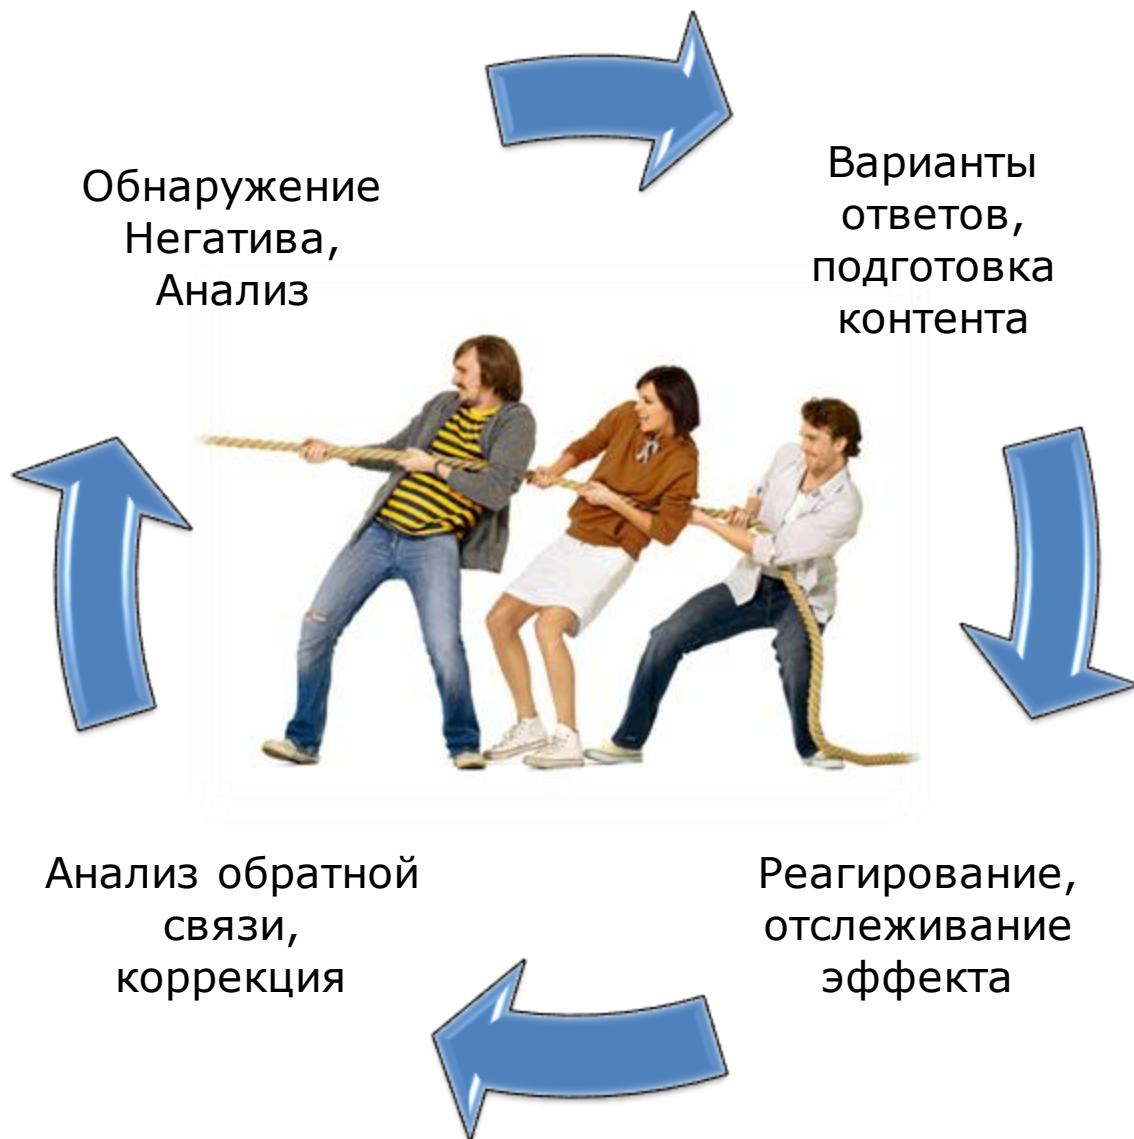 Обнаружение
Негатива,
Анализ
Варианты
ответов,
подготовка
контента
Реагирование,
отслеживание
эффекта
Анализ обратной
связи,
коррекция